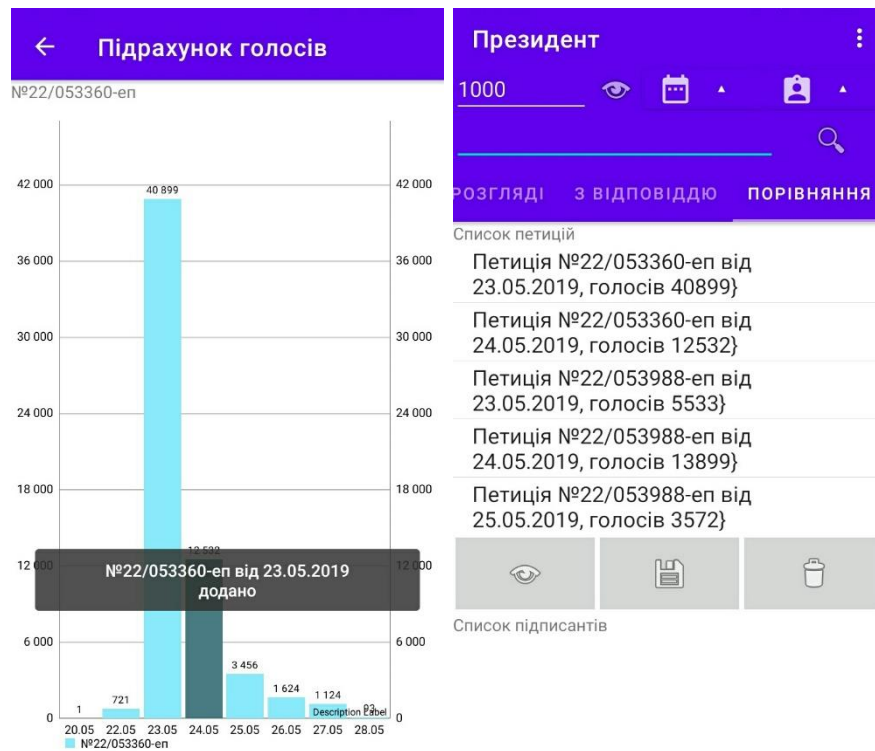 Підрахунок голосів
№22/053360-еп
42 000
42 000
40 899
36 000
36 000
30 000
30 000
24 000
24 000
18 000
18 000
12 532
12 000
12 000
№22/053360-еп від 23.05.2019
додано
6 000
6 000
3 456
1 624
1 124
721
1
93
Description Label
0
0
20.05 22.05 23.05 24.05 25.05 26.05 27.05 28.05
№22/053360-еп
Президент
1000
РОЗГЛЯДІ З ВІДПОВІДДЮ ПОРІВНЯННЯ
Список петицій
Петиція №22/053360-еп від
23.05.2019, голосів 40899}
Петиція №22/053360-еп від
24.05.2019, голосів 12532}
Петиція №22/053988-еп від
23.05.2019, голосів 5533}
Петиція №22/053988-еп від
24.05.2019, голосів 13899}
Петиція №22/053988-еп від
25.05.2019, голосів 3572}
Список підписантів